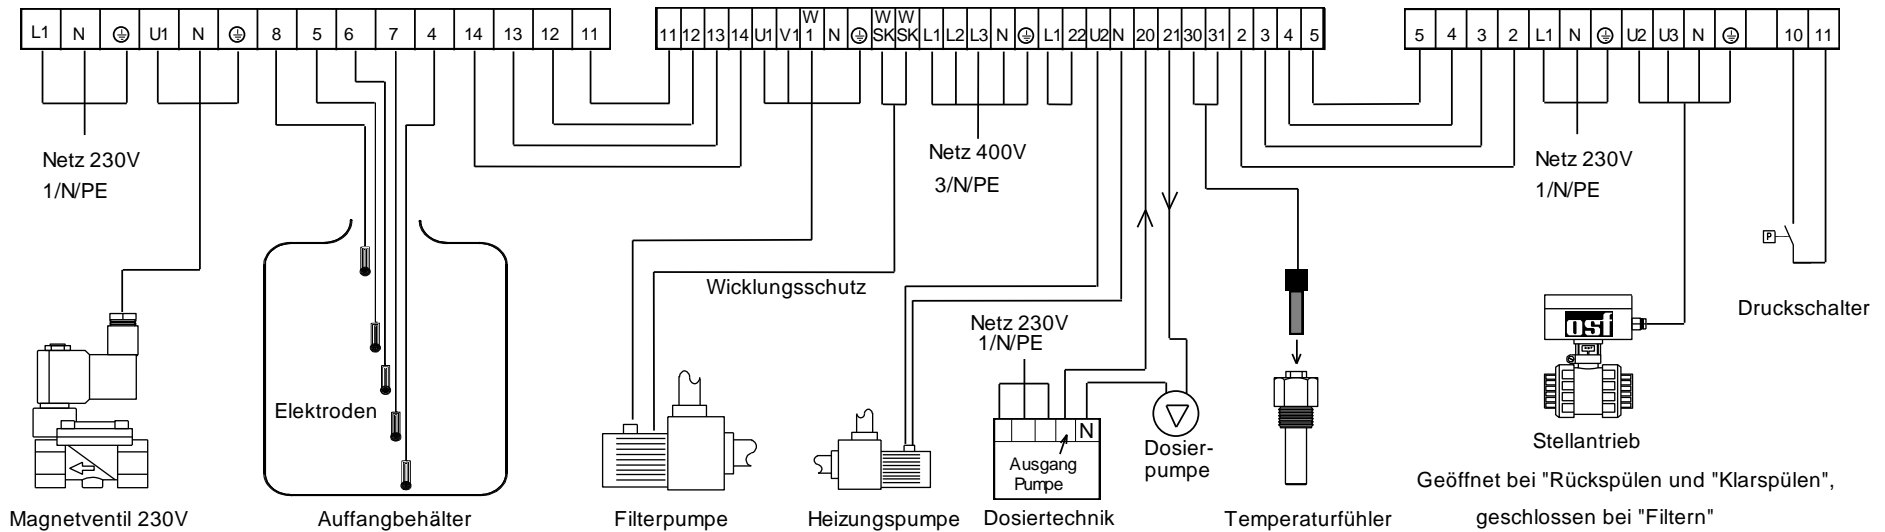 L1 N U1 N 8 5 6 7 4 14 13 12 11
11 12 13 14 U1 V1 W1 N WSK WSK L1 L2 L3 N L1 22 U2 N 20 21 30 31 2 3 4 5
5 4 3 2 L1 N U2 U3 N 10 11
Netz 230V
1/N/PE
Netz 400V
3/N/PE
Netz 230V
1/N/PE
P
Wicklungsschutz
Druckschalter
Netz 230V
1/N/PE
osf
Elektroden
N
Ausgang
Pumpe
Dosier-
pumpe
Stellantrieb
Geöffnet bei "Rückspülen und "Klarspülen",
geschlossen bei "Filtern"
Magnetventil 230V
Auffangbehälter
Filterpumpe
Heizungspumpe
Dosiertechnik
Temperaturfühler